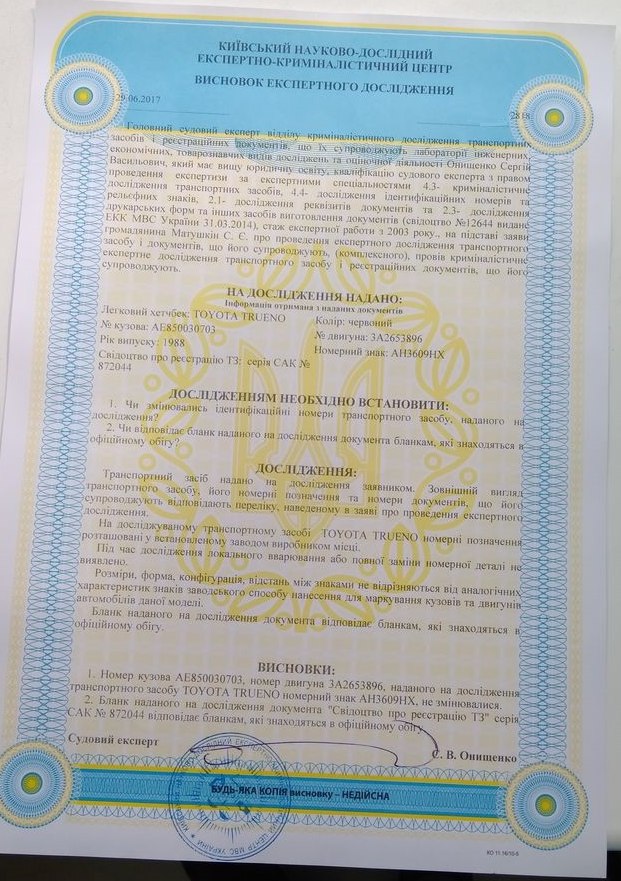 КИЇВСЬКИЙ НАУКОВО-ДОСЛІДНИЙ
ЕКСПЕРТНО-КРИМІНАЛІСТИЧНИЙ ЦЕНТР
ВИСНОВОК ЕКСПЕРТНОГО ДОСЛІДЖЕННЯ
29.06.2017
2818
Головний судовий експерт відділу криміналістичного дослідження транспортних
засобів і реєстраційних документів, що їх супроводжують лабораторії інженерних,
економічних, товарознавчих видів досліджень та оціночної діяльності Онищенко Сергій
Васильович, який має вищу юридичну освіту, кваліфікацію судового експерта з правом
проведення експертизи за експертними спеціальностями 4.3- криміналістичне
дослідження транспортних засобів, 4.4- дослідження ідентифікаційних номерів та
рельєфних знаків, 2.1- дослідження реквізитів документів та 2.3- дослідження
друкарських форм та інших засобів виготовлення документів (свідоцтво №12644 видане
ЕКК МВС України 31.03.2014), стаж експертної работи з 2003 року., на підставі заяви
громадянина Матушкин С. Є. про проведення експертного дослідження транспортного
засобу і документів, що його супроводжують, (комплексного), провів криміналістичне
експертне дослідження транспортного засобу і реєстраційних документів, що його
супроводжують.
НА ДОСЛІДЖЕННЯ НАДАНО:
Інформація отримана з наданих документів
Легковий хетчбек: TOYOTA TRUENO
Колір: червоний
№ кузова: AE850030703
№ двигуна: 3A2653896
Рік випуску: 1988
Номерний знак: АН3609НХ
Свідоцтво про реєстрацію ТЗ: серія САК №
872044
ДОСЛІДЖЕННЯМ НЕОБХІДНО ВСТАНОВИТИ:
1. Чи змінювались ідентифікаційні номери транспортного засобу, наданого на
дослідження?
2. Чи відповідає бланк наданого на дослідження документа бланкам, які знаходяться в
офіційному обігу?
ДОСЛІДЖЕННЯ:
Транспортний засіб надано на дослідження заявником. Зовнішній вигляд
транспортного засобу, його номерні позначення та номери документів, що його
супроводжують відповідають переліку, наведеному в заяві про проведення експертного
дослідження.
На досліджуваному транспортному засобі TOYOTA TRUENO номерні позначення
розташовані у встановленому заводом виробником місці.
Під час дослідження локального вварювання або повної заміни номерної деталі не
виявлено.
Розміри, форма, конфігурація, відстань між знаками не відрізняються від аналогічних
характеристик знаків заводського способу нанесення для маркування кузовів та двигунів
автомобілів даної моделі.
Бланк наданого на дослідження документа відповідає бланкам, які знаходяться в
офіційному обігу.
ВИСНОВКИ:
1. Номер кузова AE850030703, номер двигуна 3A2653896, наданого на дослідження
транспортного засобу TOYOTA TRUENO номерний знак АН3609НХ, не змінювалися.
2. Бланк наданого на дослідження документа "Свідоцтво про реєстрацію ТЗ" серія
САК № 872044 відповідає бланкам, які знаходяться в офіційному обігу.
Судовий експерт
С. В. Онищенко
БУДЬ-ЯКА КОПІЯ висновку – НЕДІЙСНА